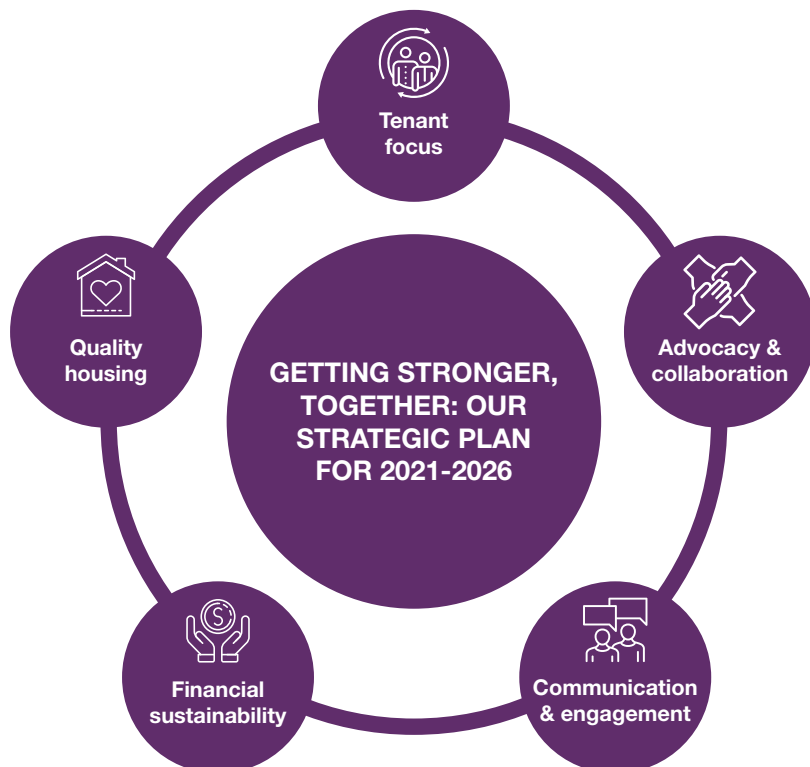 Tenant
focus
Quality
housing
Advocacy &
collaboration
GETTING STRONGER,
TOGETHER: OUR
STRATEGIC PLAN
FOR 2021-2026
Financial
sustainability
Communication
& engagement